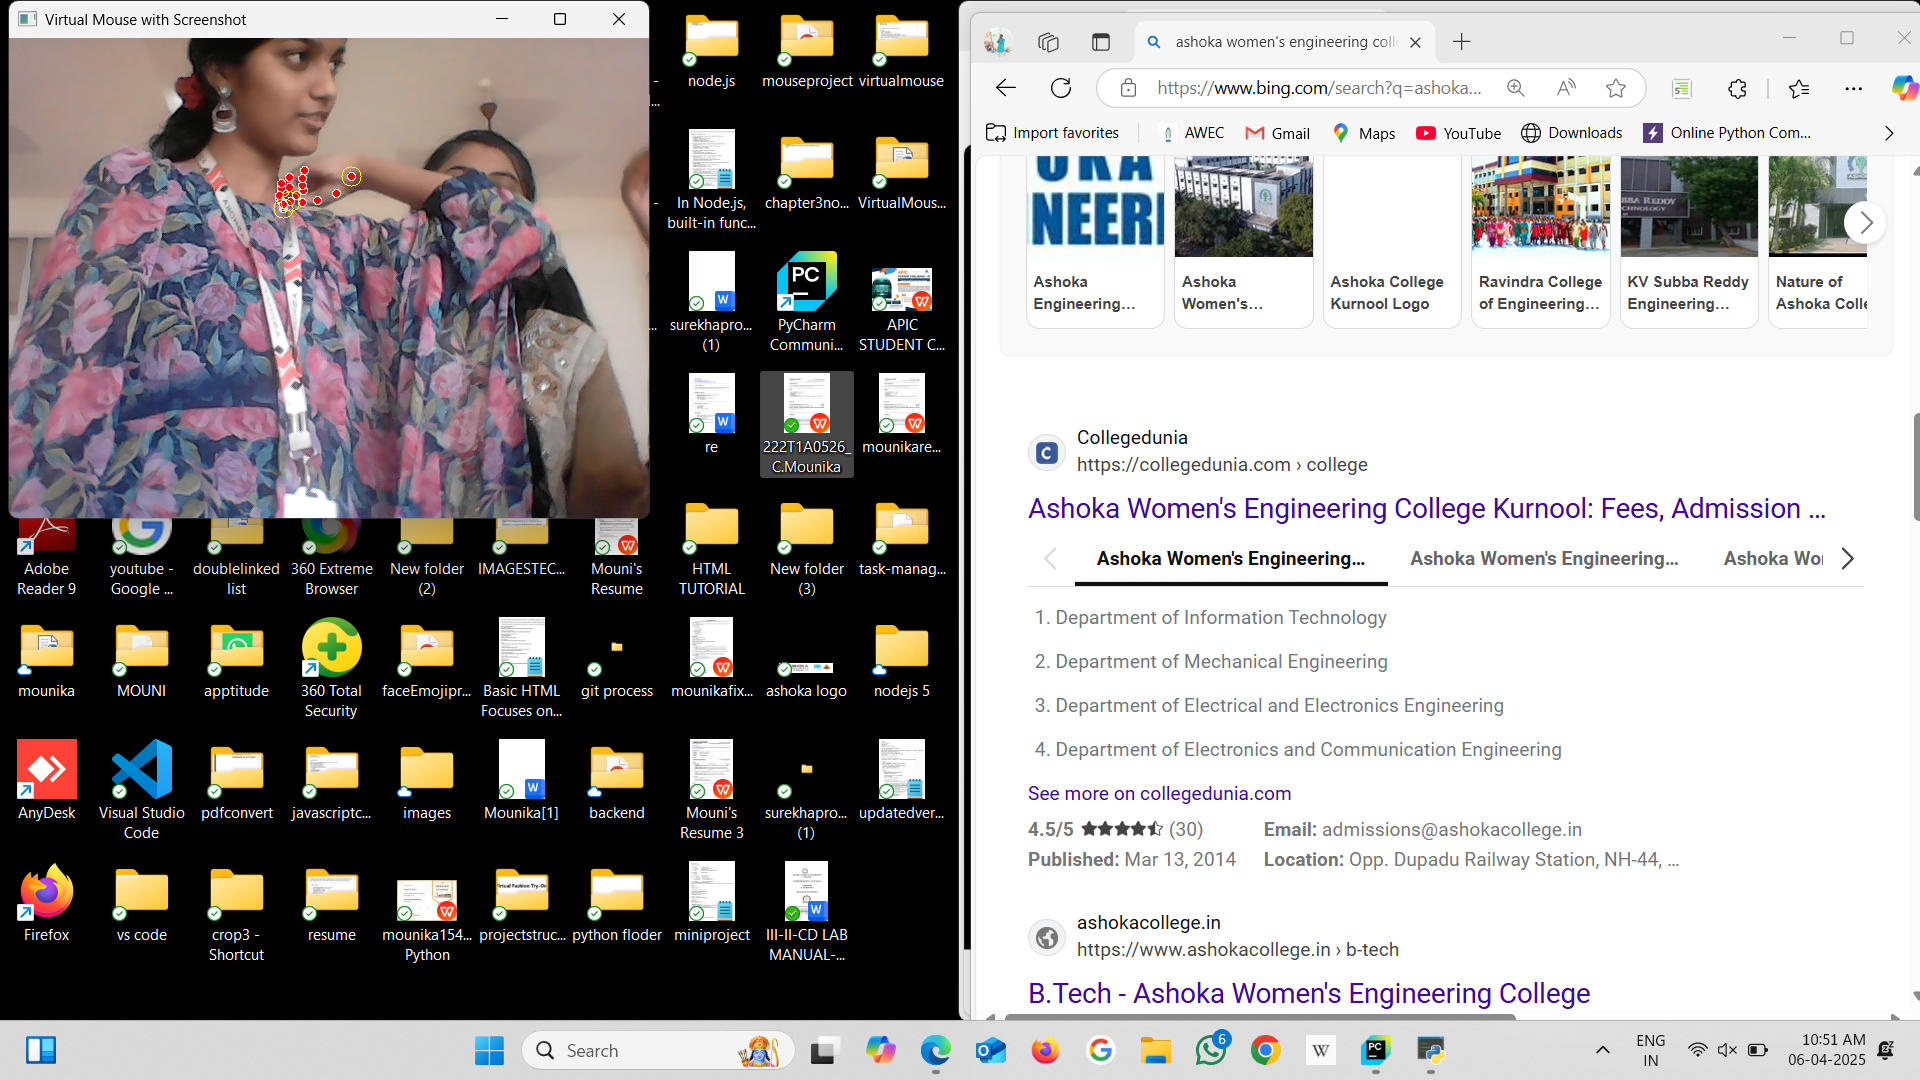 Virtual Mouse with Screenshot
node.js
mouseproject
virtualmouse
In Node.js,
built-in func...
chapter3no...
VirtualMous...
surekhapro...
(1)
PyCharm
Communi...
APIC
STUDENT C...
re
222T1A0526_
C.Mounika
mounikare...
Adobe
Reader 9
youtube -
Google ...
doublelinked
list
360 Extreme
Browser
New folder
(2)
IMAGESTEC...
Mouni's
Resume
HTML
TUTORIAL
New folder
(3)
task-manag...
mounika
MOUNI
apptitude
360 Total
Security
faceEmojipr...
Basic HTML
Focuses on...
git process
mounikafix...
ashoka logo
nodejs 5
AnyDesk
Visual Studio
Code
pdfconvert
javascriptc...
images
Mounika[1]
backend
Mouni's
Resume 3
surekhapro...
(1)
updatedver...
Firefox
vs code
crop3 -
Shortcut
resume
mounika154...
Python
projectstruc...
python floder
miniproject
III-II-CD LAB
MANUAL-...
ashoka women's engineering coll
https://www.bing.com/search?q=ashoka...
Import favorites
AWEC
Gmail
Maps
YouTube
Downloads
Online Python Com...
Ashoka
Engineering...
Ashoka
Women's...
Ashoka College
Kurnool Logo
Ravindra College
of Engineering...
KV Subba Reddy
Engineering...
Nature of
Ashoka Colle
Collegedunia
https://collegedunia.com › college
Ashoka Women's Engineering College Kurnool: Fees, Admission ...
Ashoka Women's Engineering...
Ashoka Women's Engineering...
Ashoka Wo
1. Department of Information Technology
2. Department of Mechanical Engineering
3. Department of Electrical and Electronics Engineering
4. Department of Electronics and Communication Engineering
See more on collegedunia.com
4.5/5 (30) Email: admissions@ashokacollege.in
Published: Mar 13, 2014 Location: Opp. Dupadu Railway Station, NH-44, ...
ashokacollege.in
https://www.ashokacollege.in › b-tech
B.Tech - Ashoka Women's Engineering College
Search
6
ENG
IN
10:51 AM
06-04-2025